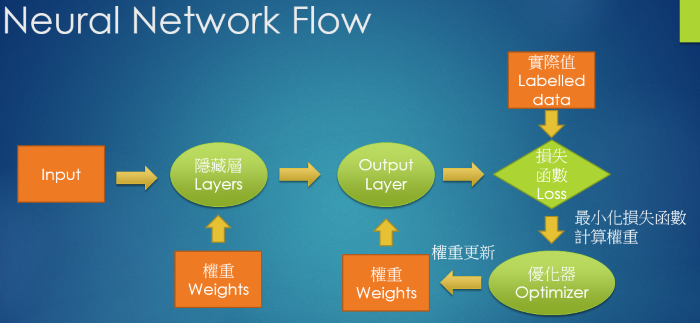 Neural Network Flow
實際值
Labelled
data
Input
隱藏層
Layers
Output
Layer
損失
函數
Loss
最小化損失函數
計算權重
權重
Weights
權重更新
權重
Weights
優化器
Optimizer